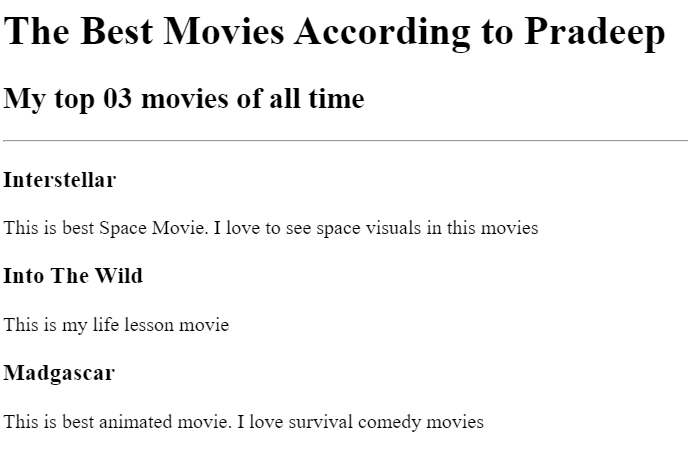 The Best Movies According to Pradeep
My top 03 movies of all time
Interstellar
This is best Space Movie. I love to see space visuals in this movies
Into The Wild
This is my life lesson movie
Madgascar
This is best animated movie. I love survival comedy movies